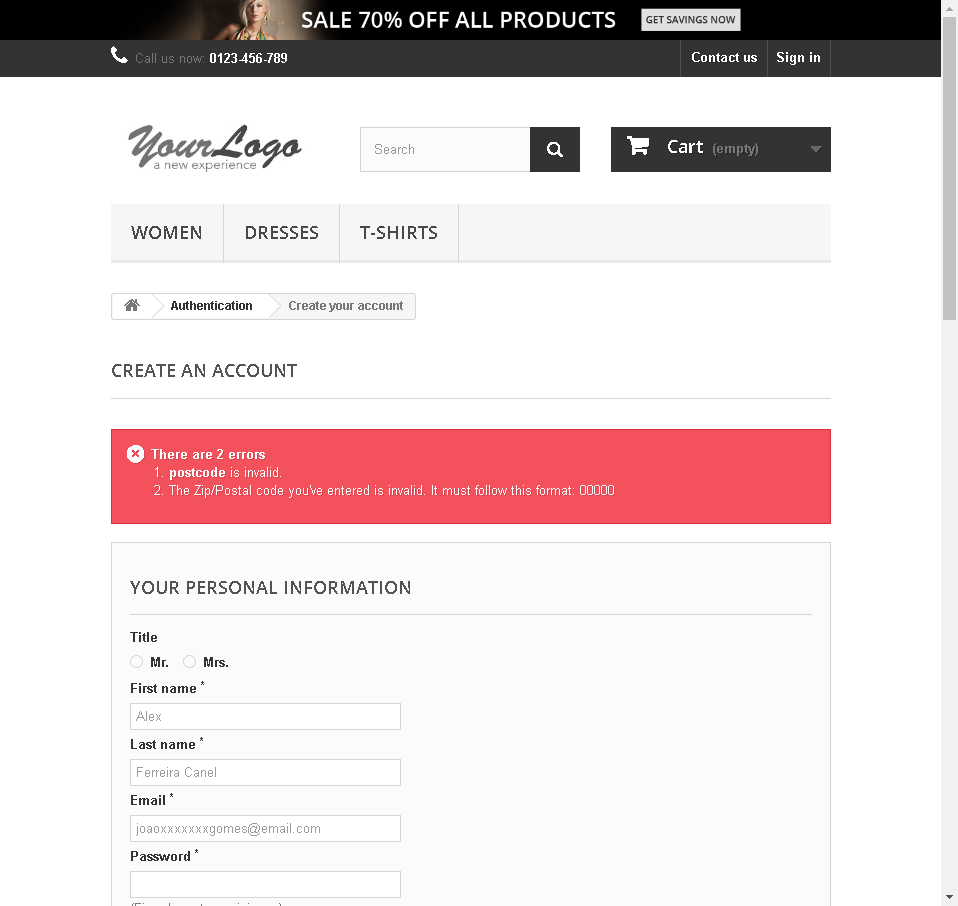 SALE 70% OFF ALL PRODUCTS GET SAVINGS NOW
Call us now: 0123-456-789 Contact us Sign in
YourLogo
a new experience
Search
Cart (empty)
WOMEN DRESSES T-SHIRTS
Authentication Create your account
CREATE AN ACCOUNT
There are 2 errors
1. postcode is invalid.
2. The Zip/Postal code you've entered is invalid. It must follow this format: 00000
YOUR PERSONAL INFORMATION
Title
Mr. Mrs.
First name *
Alex
Last name *
Ferreira Canel
Email *
joaoxxxxxxxgomes@email.com
Password *